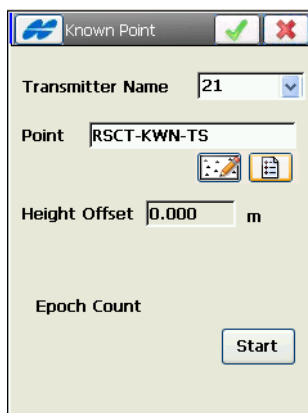 Known Point
Transmitter Name 21
Point RSCT-KWN-TS
Height Offset 0.000 m
Epoch Count
Start